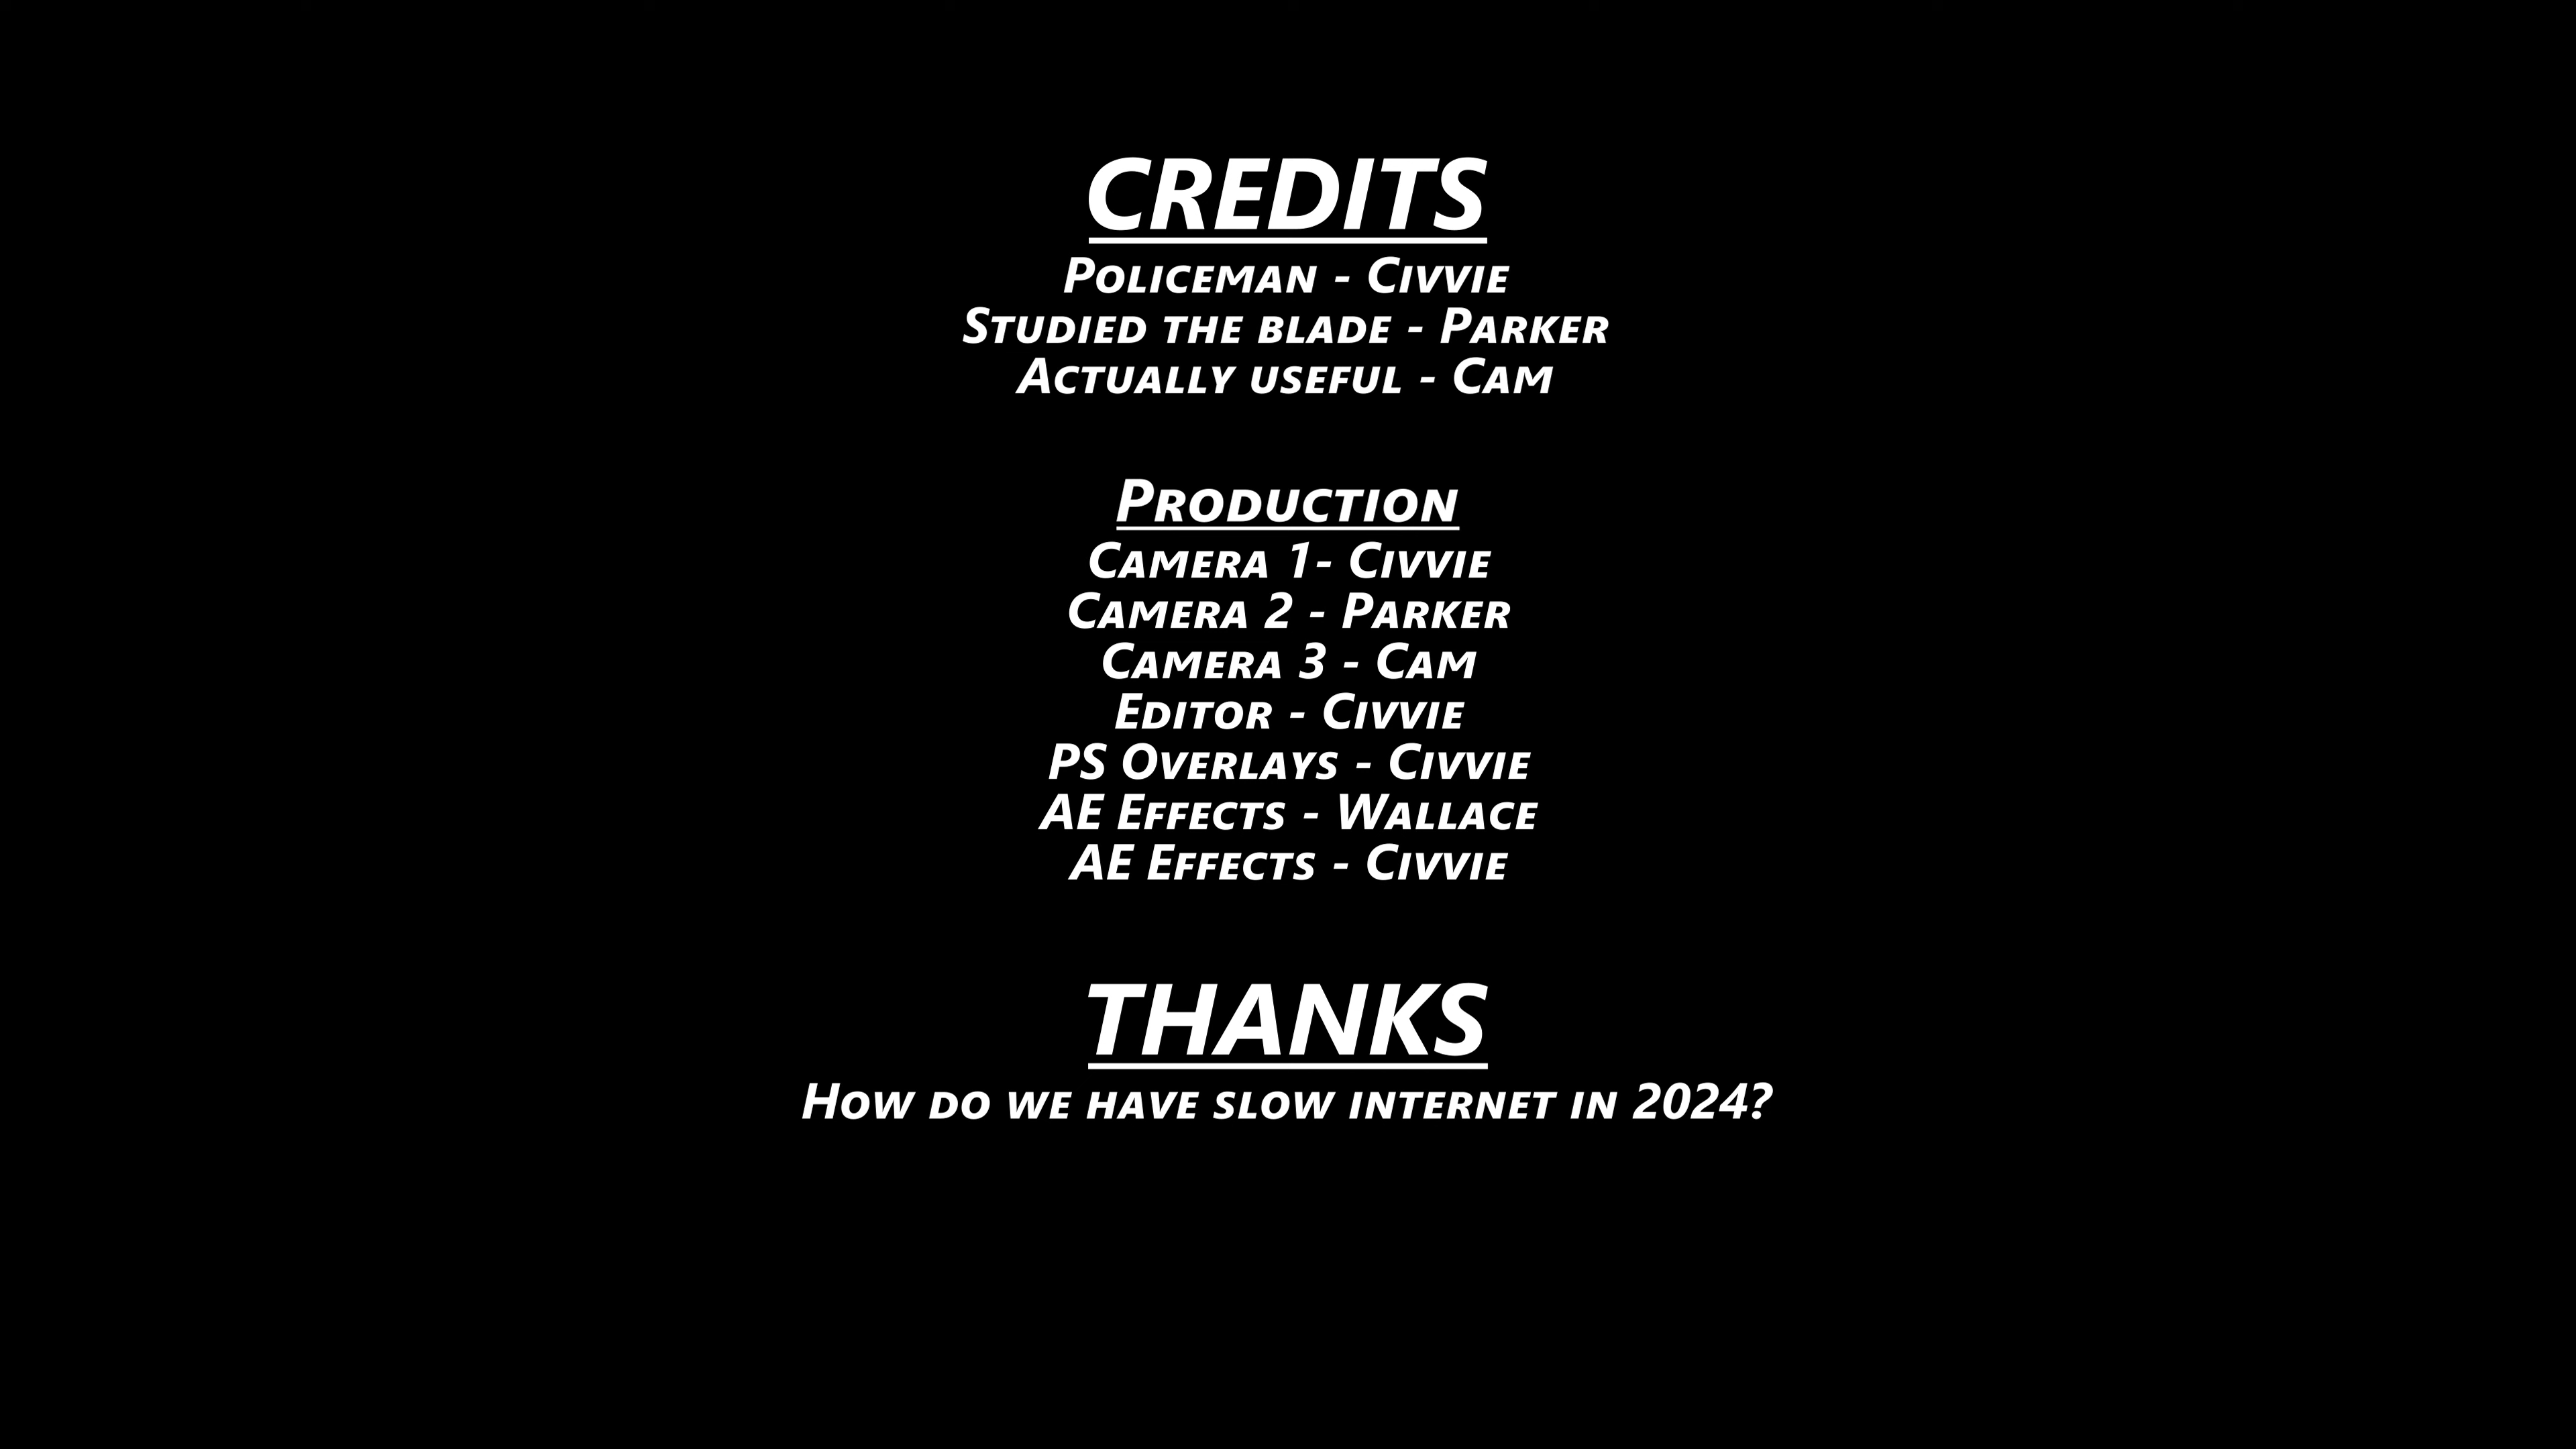 CREDITS
Policeman - Civvie
Studied the blade - Parker
Actually useful - Cam
Production
Camera 1- Civvie
Camera 2 - Parker
Camera 3 - Cam
Editor - Civvie
PS Overlays - Civvie
AE Effects - Wallace
AE Effects - Civvie
THANKS
How do we have slow internet in 2024?